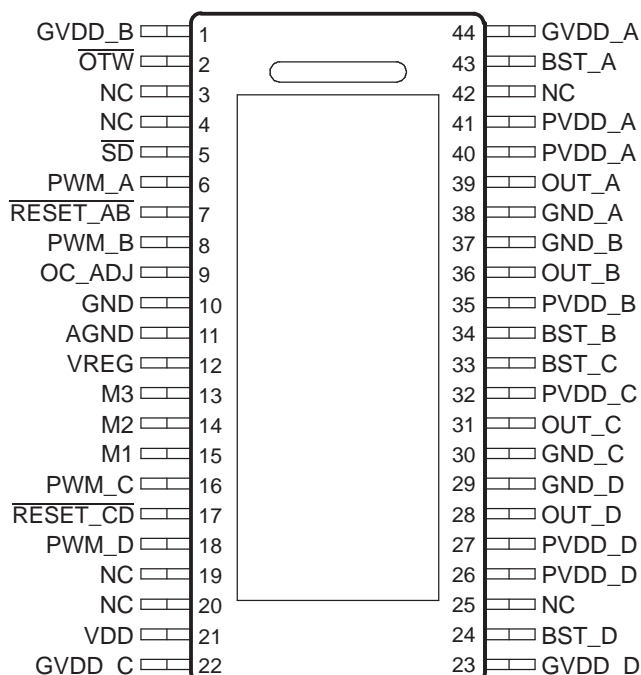 GVDD_B 1 44 GVDD_A
OTW 2 43 BST_A
NC 3 42 NC
NC 4 41 PVDD_A
SD 5 40 PVDD_A
PWM_A 6 39 OUT_A
RESET_AB 7 38 GND_A
PWM_B 8 37 GND_B
OC_ADJ 9 36 OUT_B
GND 10 35 PVDD_B
AGND 11 34 BST_B
VREG 12 33 BST_C
M3 13 32 PVDD_C
M2 14 31 OUT_C
M1 15 30 GND_C
PWM_C 16 29 GND_D
RESET_CD 17 28 OUT_D
PWM_D 18 27 PVDD_D
NC 19 26 PVDD_D
NC 20 25 NC
VDD 21 24 BST_D
GVDD_C 22 23 GVDD_D